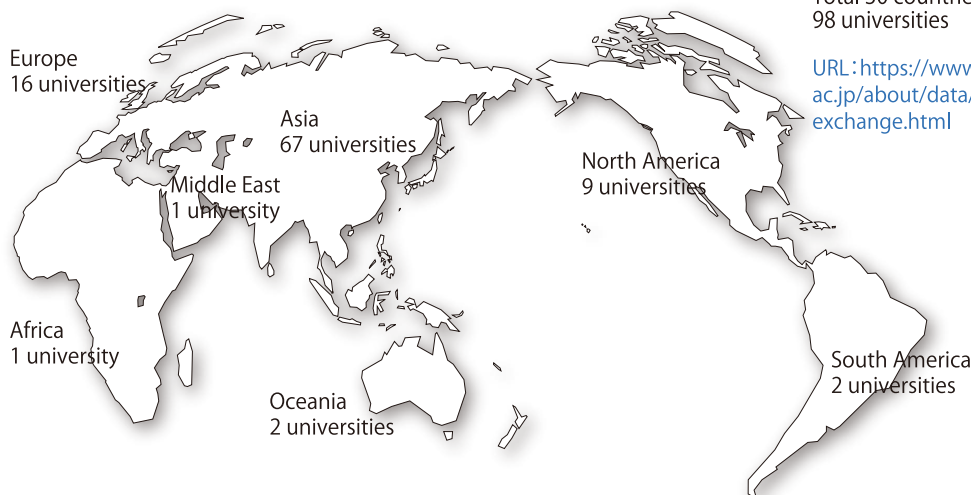 98 universities
URL：https://www
ac.jp/about/data/
exchange.html
Europe
16 universities
Asia
67 universities
Middle East
1 university
North America
9 universities
Africa
1 university
Oceania
2 universities
South America
2 universities